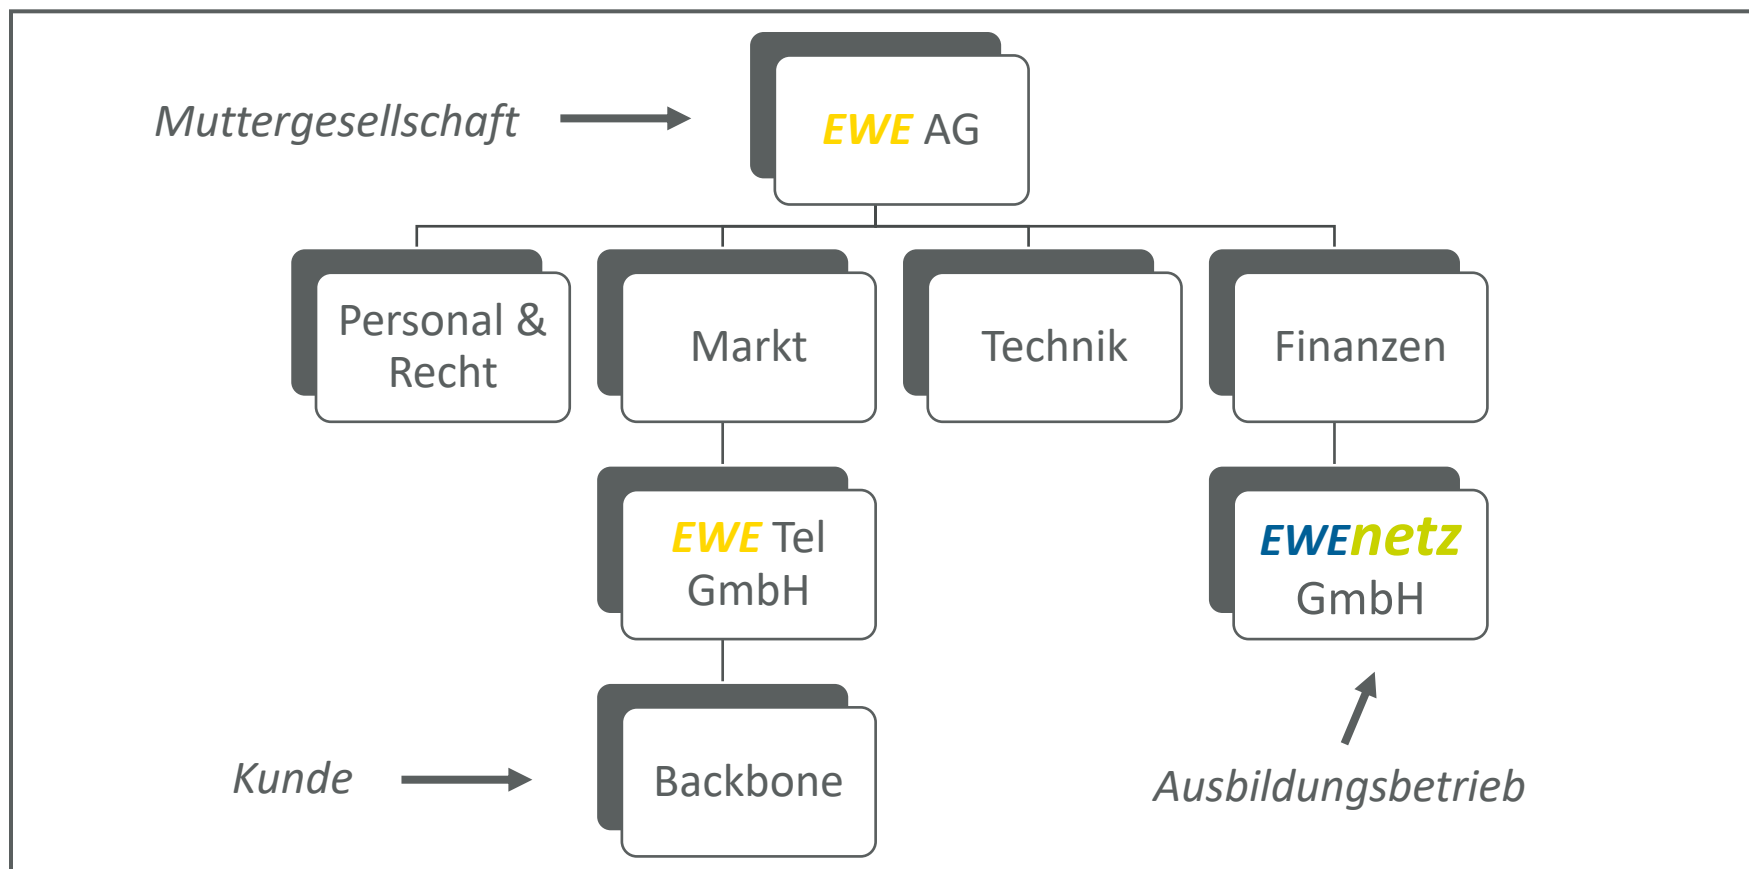 Muttergesellschaft
EWE AG
Personal &
Recht
Markt
Technik
Finanzen
EWE Tel
GmbH
EWEnetz
GmbH
Kunde
Backbone
Ausbildungsbetrieb